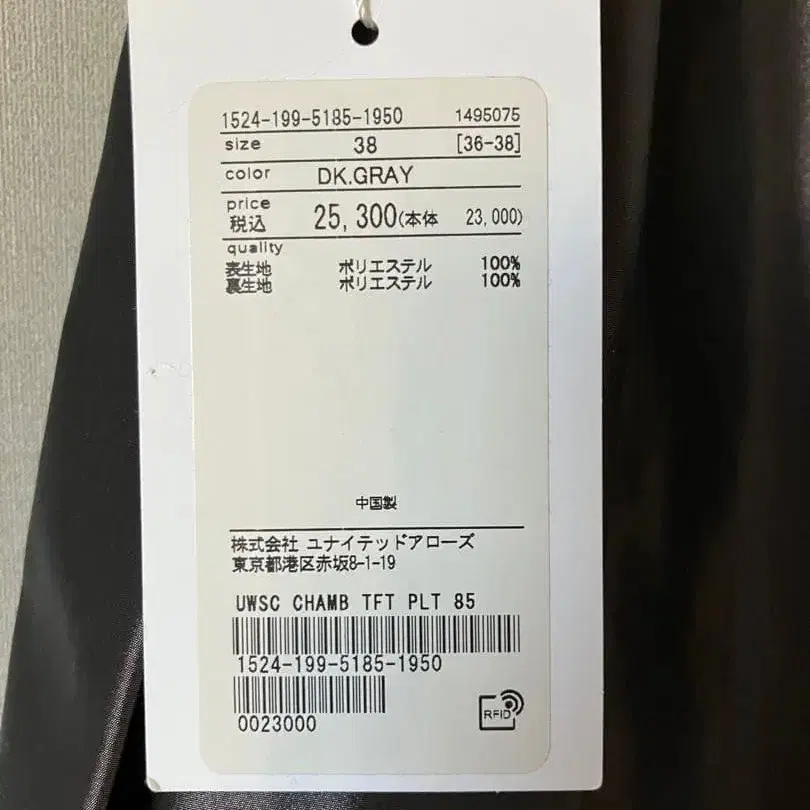 1524-199-5185-1950 1495075
size 38 [36-38]
color DK.GRAY
price
税込 25,300(本体 23,000)
quality
表生地 ポリエステル 100%
裏生地 ポリエステル 100%
中国製
株式会社 ユナイテッドアローズ
東京都港区赤坂8-1-19
UWSC CHAMB TFT PLT 85
1524-199-5185-1950
0023000
RFID